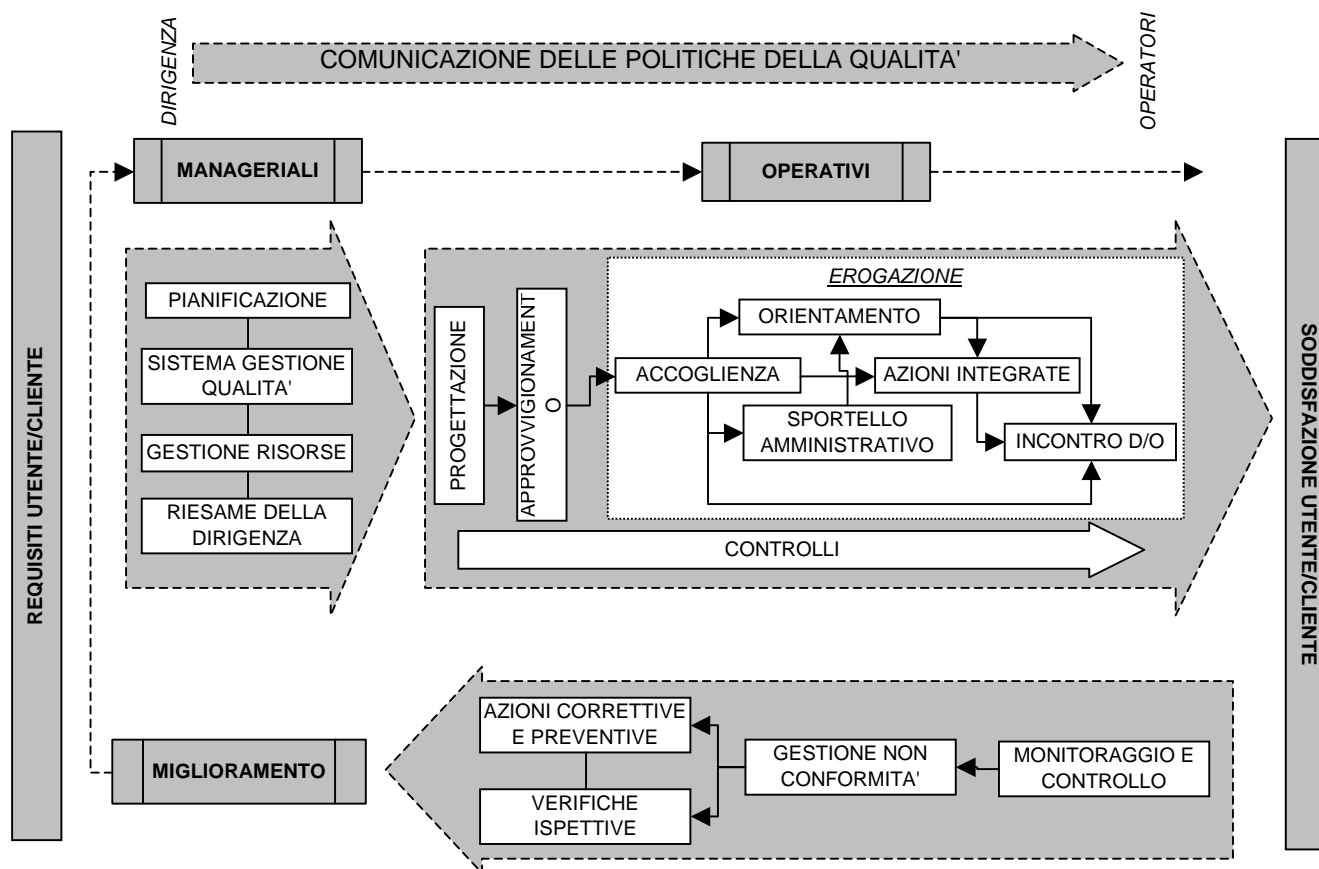 DIRIGENZA
COMUNICAZIONE DELLE POLITICHE DELLA QUALITA'
OPERATORI
MANAGERIALI
OPERATIVI
REQUISITI UTENTE/CLIENTE
PIANIFICAZIONE
SISTEMA GESTIONE
QUALITA'
GESTIONE RISORSE
RIESAME DELLA
DIRIGENZA
PROGETTAZIONE
APPROVVIGIONAMENT
O
EROGAZIONE
ORIENTAMENTO
ACCOGLIENZA
AZIONI INTEGRATE
SPORTELLO
AMMINISTRATIVO
INCONTRO D/O
CONTROLLI
SODDISFAZIONE UTENTE/CLIENTE
MIGLIORAMENTO
AZIONI CORRETTIVE
E PREVENTIVE
VERIFICHE
ISPETTIVE
GESTIONE NON
CONFORMITA'
MONITORAGGIO E
CONTROLLO